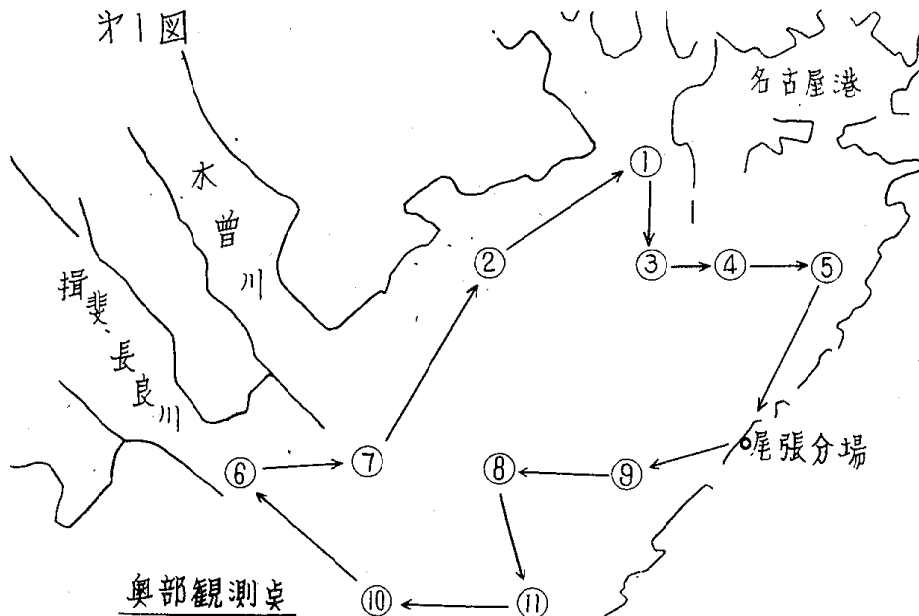 才1図
名古屋港
木曽川
揖斐、長良川
①
②
③
④
⑤
尾張分場
⑥
⑦
⑧
⑨
⑩
⑪
奥部観測点